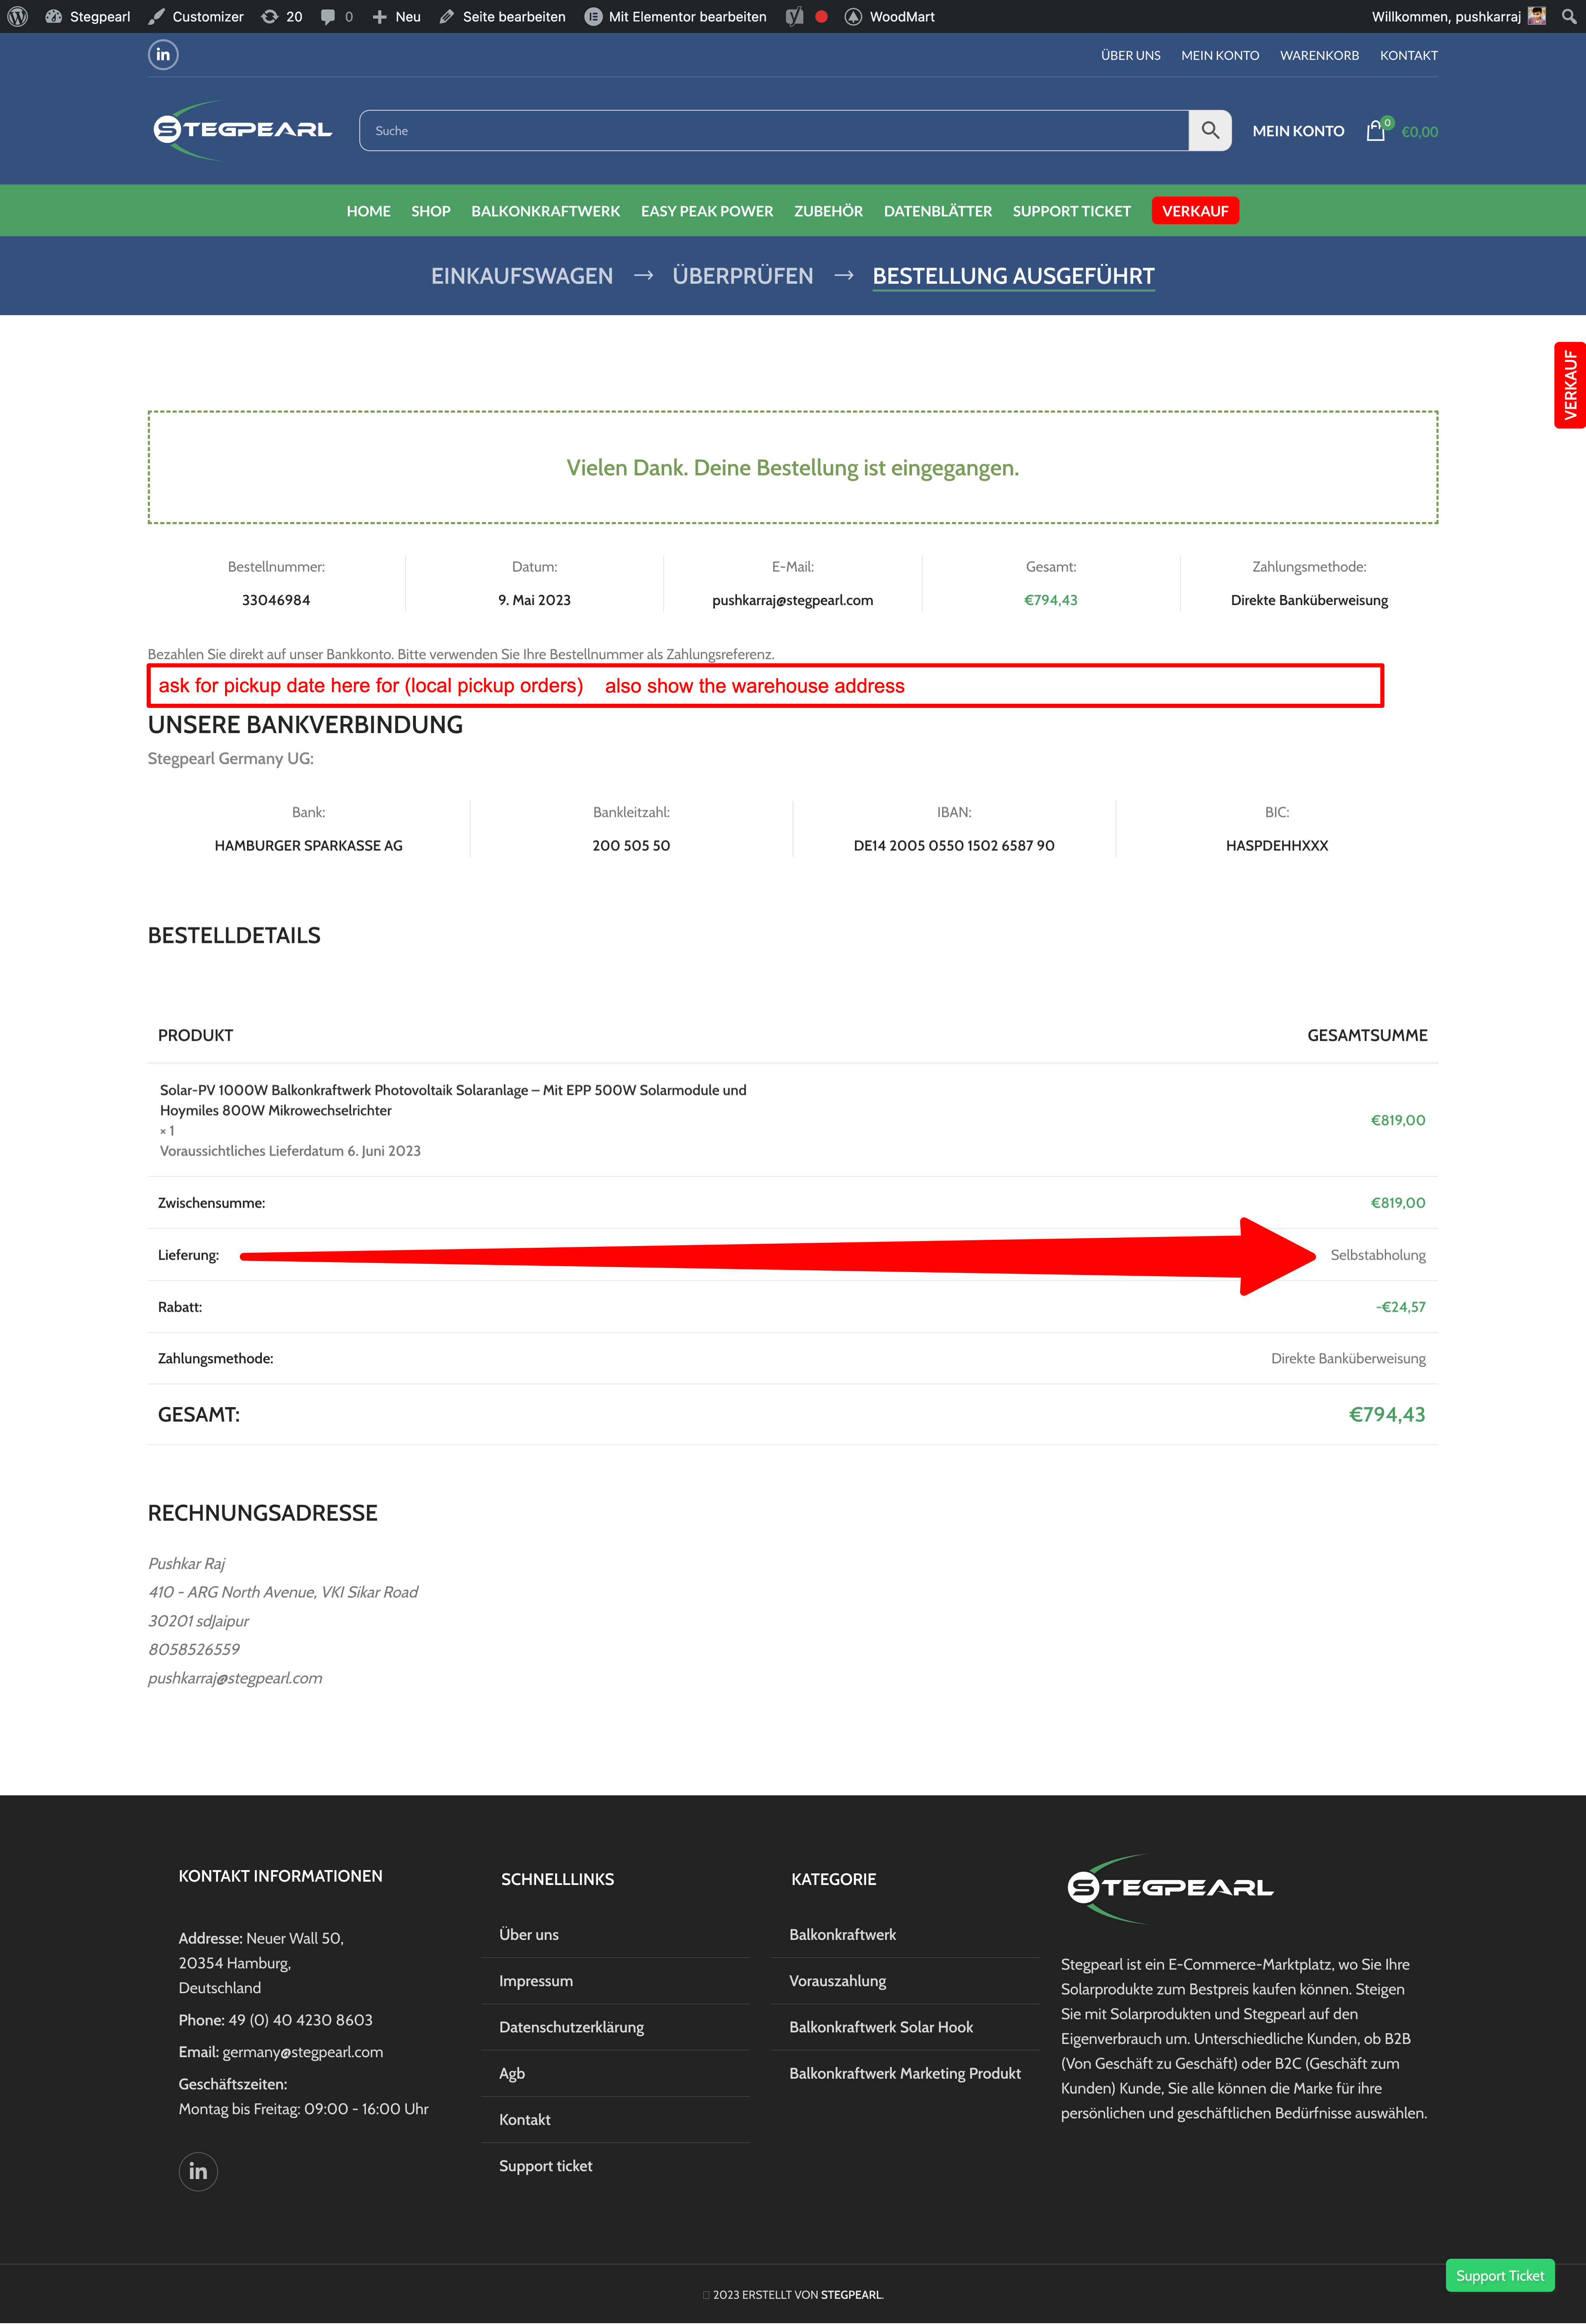 Stegpearl Customizer 20 0 Neu Seite bearbeiten Mit Elementor bearbeiten WoodMart Willkommen, pushkarraj
in ÜBER UNS MEIN KONTO WARENKORB KONTAKT
STEGPEARL Suche MEIN KONTO 0 €0,00
HOME SHOP BALKONKRAFTWERK EASY PEAK POWER ZUBEHÖR DATENBLÄTTER SUPPORT TICKET VERKAUF
EINKAUFSWAGEN → ÜBERPRÜFEN → BESTELLUNG AUSGEFÜHRT
VERKAUF
Vielen Dank. Deine Bestellung ist eingegangen.
Bestellnummer: Datum: E-Mail: Gesamt: Zahlungsmethode:
33046984 9. Mai 2023 pushkarraj@stegpearl.com €794,43 Direkte Banküberweisung
Bezahlen Sie direkt auf unser Bankkonto. Bitte verwenden Sie Ihre Bestellnummer als Zahlungsreferenz.
ask for pickup date here for (local pickup orders) also show the warehouse address
UNSERE BANKVERBINDUNG
Stegpearl Germany UG:
Bank: Bankleitzahl: IBAN: BIC:
HAMBURGER SPARKASSE AG 200 505 50 DE14 2005 0550 1502 6587 90 HASPDEHHXXX
BESTELLDETAILS
PRODUKT GESAMTSUMME
Solar-PV 1000W Balkonkraftwerk Photovoltaik Solaranlage – Mit EPP 500W Solarmodule und
Hoymiles 800W Mikrowechselrichter
× 1
€819,00
Voraussichtliches Lieferdatum 6. Juni 2023
Zwischensumme: €819,00
Lieferung: Selbstabholung
Rabatt: -€24,57
Zahlungsmethode: Direkte Banküberweisung
GESAMT: €794,43
RECHNUNGSADRESSE
Pushkar Raj
410 - ARG North Avenue, VKI Sikar Road
30201 sdJaipur
8058526559
pushkarraj@stegpearl.com
KONTAKT INFORMATIONEN
Addresse: Neuer Wall 50,
20354 Hamburg,
Deutschland
Phone: 49 (0) 40 4230 8603
Email: germany@stegpearl.com
Geschäftszeiten:
Montag bis Freitag: 09:00 - 16:00 Uhr
in
SCHNELLLINKS
Über uns
Impressum
Datenschutzerklärung
Agb
Kontakt
Support ticket
KATEGORIE
Balkonkraftwerk
Vorauszahlung
Balkonkraftwerk Solar Hook
Balkonkraftwerk Marketing Produkt
STEGPEARL
Stegpearl ist ein E-Commerce-Marktplatz, wo Sie Ihre
Solarprodukte zum Bestpreis kaufen können. Steigen
Sie mit Solarprodukten und Stegpearl auf den
Eigenverbrauch um. Unterschiedliche Kunden, ob B2B
(Von Geschäft zu Geschäft) oder B2C (Geschäft zum
Kunden) Kunde, Sie alle können die Marke für ihre
persönlichen und geschäftlichen Bedürfnisse auswählen.
Support Ticket
2023 ERSTELLT VON STEGPEARL.